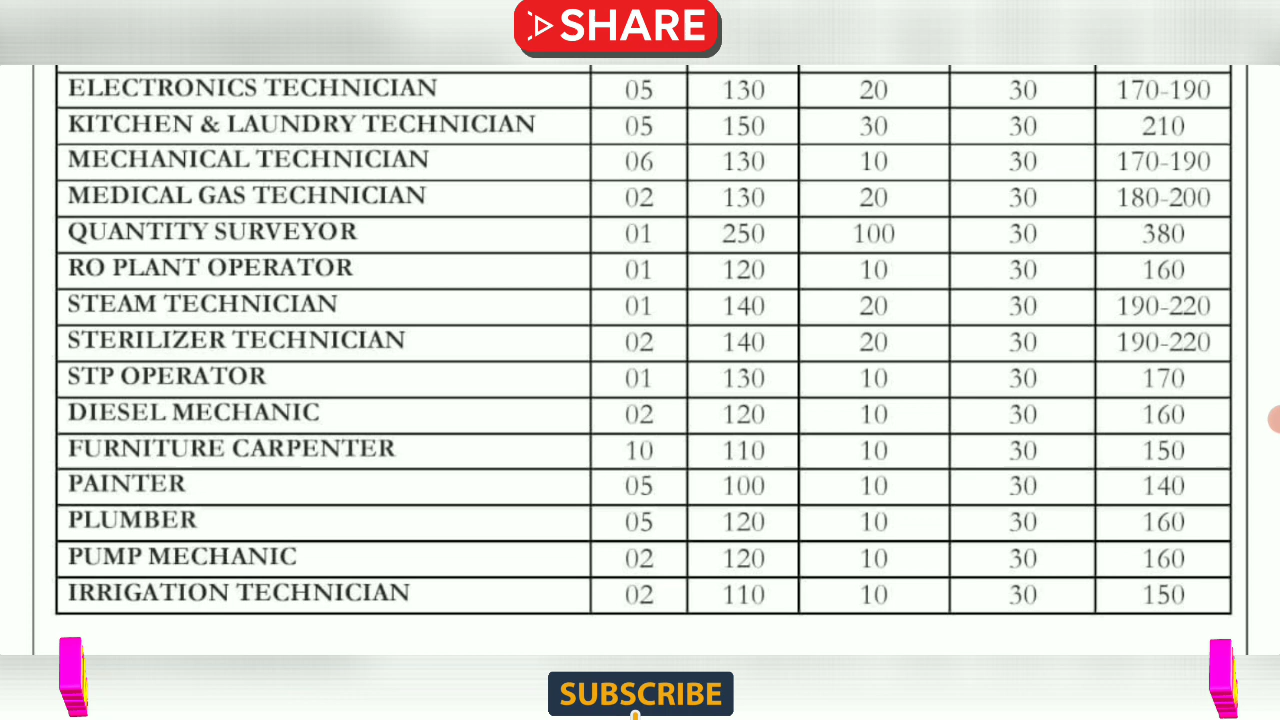 SHARE
ELECTRONICS TECHNICIAN 05 130 20 30 170-190
KITCHEN & LAUNDRY TECHNICIAN 05 150 30 30 210
MECHANICAL TECHNICIAN 06 130 10 30 170-190
MEDICAL GAS TECHNICIAN 02 130 20 30 180-200
QUANTITY SURVEYOR 01 250 100 30 380
RO PLANT OPERATOR 01 120 10 30 160
STEAM TECHNICIAN 01 140 20 30 190-220
STERILIZER TECHNICIAN 02 140 20 30 190-220
STP OPERATOR 01 130 10 30 170
DIESEL MECHANIC 02 120 10 30 160
FURNITURE CARPENTER 10 110 10 30 150
PAINTER 05 100 10 30 140
PLUMBER 05 120 10 30 160
PUMP MECHANIC 02 120 10 30 160
IRRIGATION TECHNICIAN 02 110 10 30 150
SUBSCRIBE